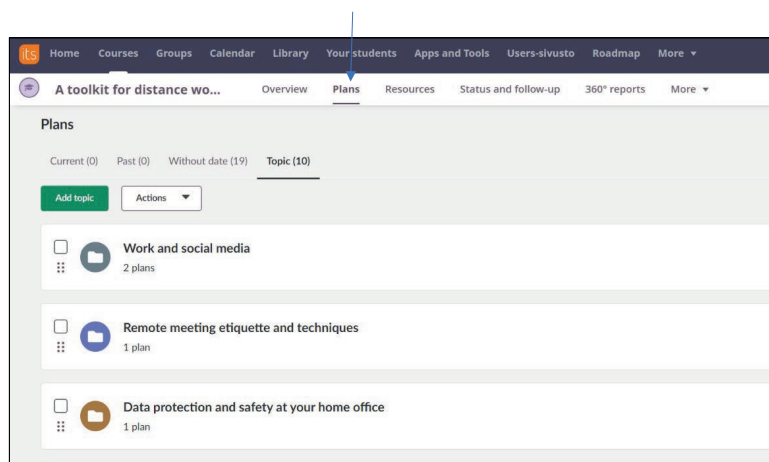 its Home Courses Groups Calendar Library Your students Apps and Tools Users-sivusto Roadmap More
A toolkit for distance wo... Overview Plans Resources Status and follow-up 360° reports More
Plans
Current (0) Past (0) Without date (19) Topic (10)
Add topic Actions
Work and social media
2 plans
Remote meeting etiquette and techniques
1 plan
Data protection and safety at your home office
1 plan